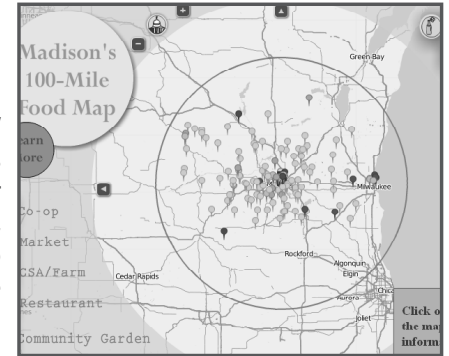 Madison's
100-Mile
Food Map
earn
ore
Co-op
Market
CSA/Farm
Restaurant
Community Garden
Green Bay
Milwaukee
Rockford
Algonquin
Elgin
Cedar Rapids
Aurora
Chica
Joliet
Click o
the ma
inform